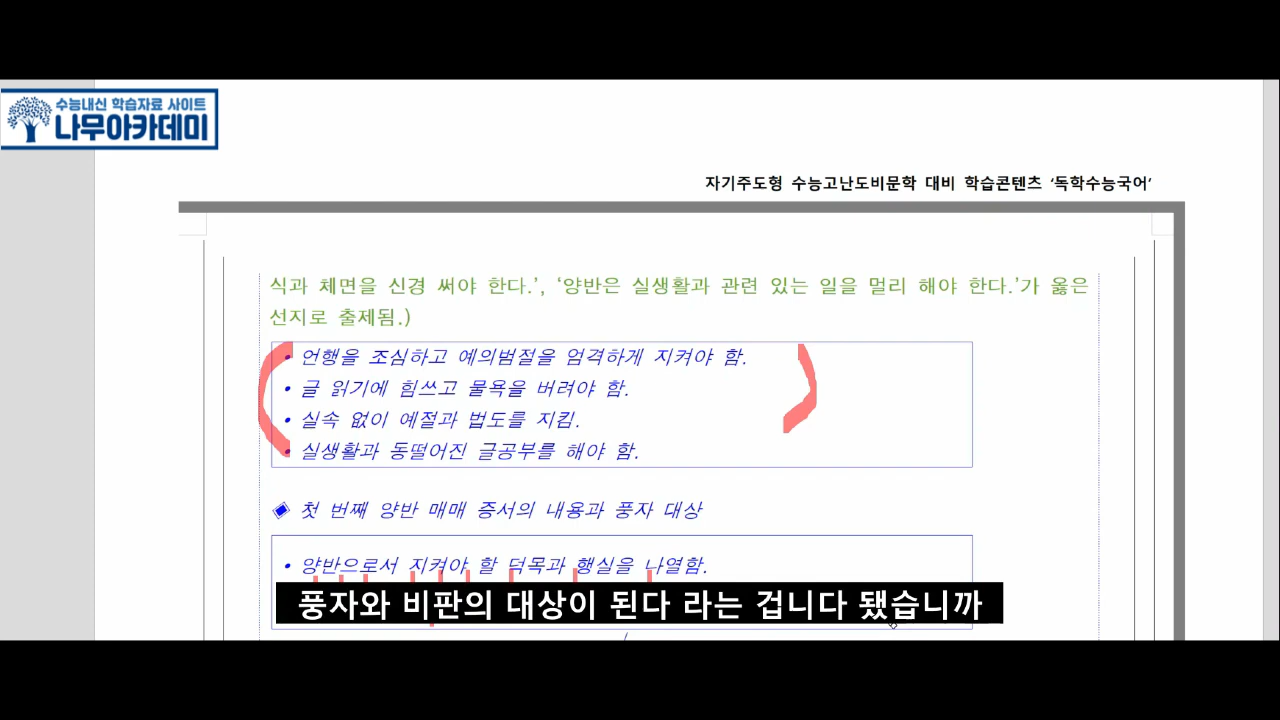 수능내신 학습자료 사이트
나무아카데미
자기주도형 수능고난도비문학 대비 학습콘텐츠 ‘독학수능국어’
식과 체면을 신경 써야 한다.’, ‘양반은 실생활과 관련 있는 일을 멀리 해야 한다.’가 옳은
선지로 출제됨.)
• 언행을 조심하고 예의범절을 엄격하게 지켜야 함.
• 글 읽기에 힘쓰고 물욕을 버려야 함.
• 실속 없이 예절과 법도를 지킴.
• 실생활과 동떨어진 글공부를 해야 함.
◈ 첫 번째 양반 매매 증서의 내용과 풍자 대상
• 양반으로서 지켜야 할 덕목과 행실을 나열함.
풍자와 비판의 대상이 된다 라는 겁니다 됐습니까